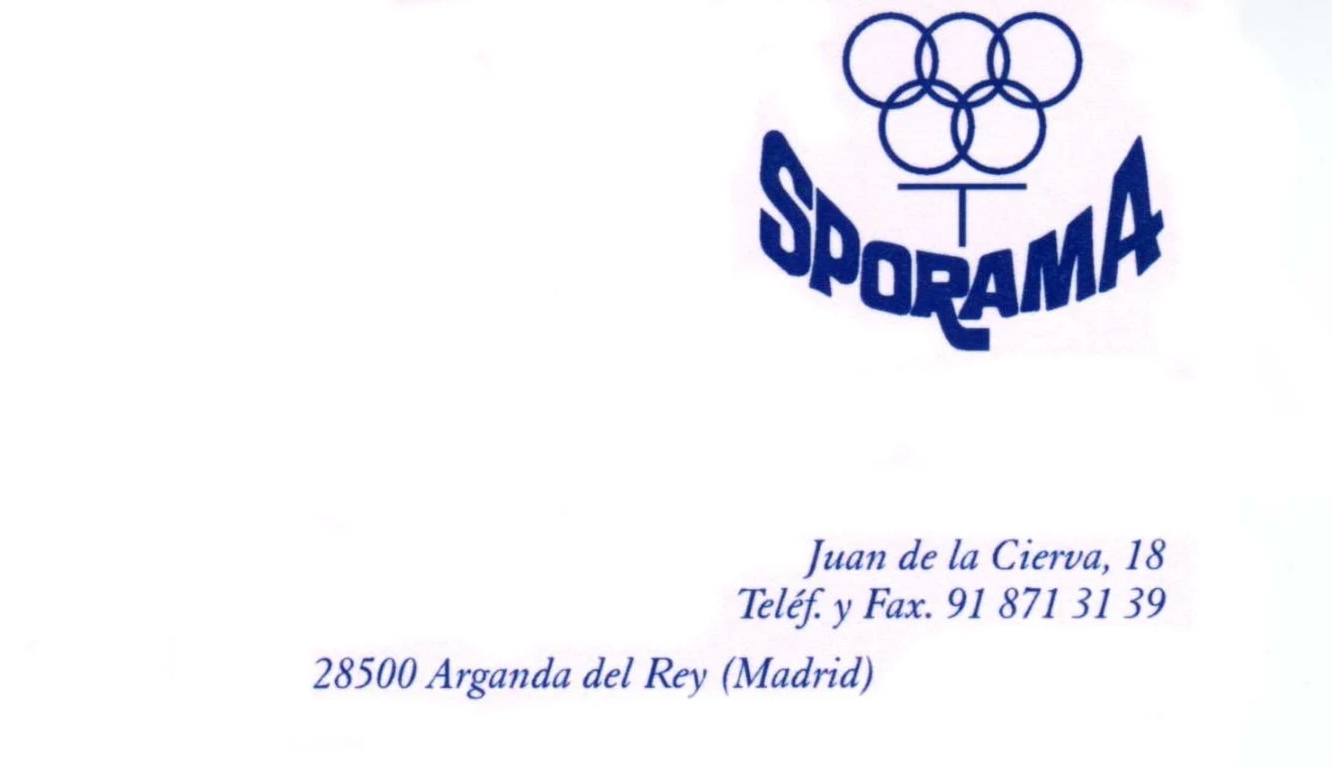 SPORAMA
Juan de la Cierva, 18
Teléf. y Fax. 91 871 31 39
28500 Arganda del Rey (Madrid)